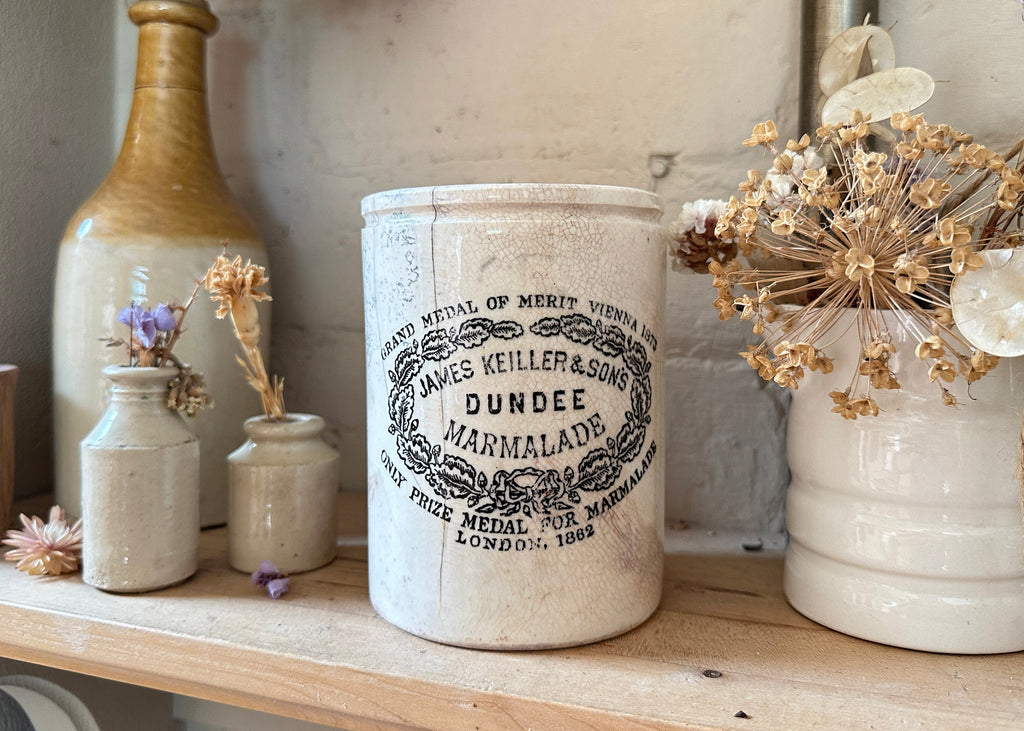 GRAND MEDAL OF MERIT VIENNA 1873
JAMES KEILLER & SON'S
DUNDEE
MARMALADE
ONLY PRIZE MEDAL FOR MARMALADE
LONDON, 1862